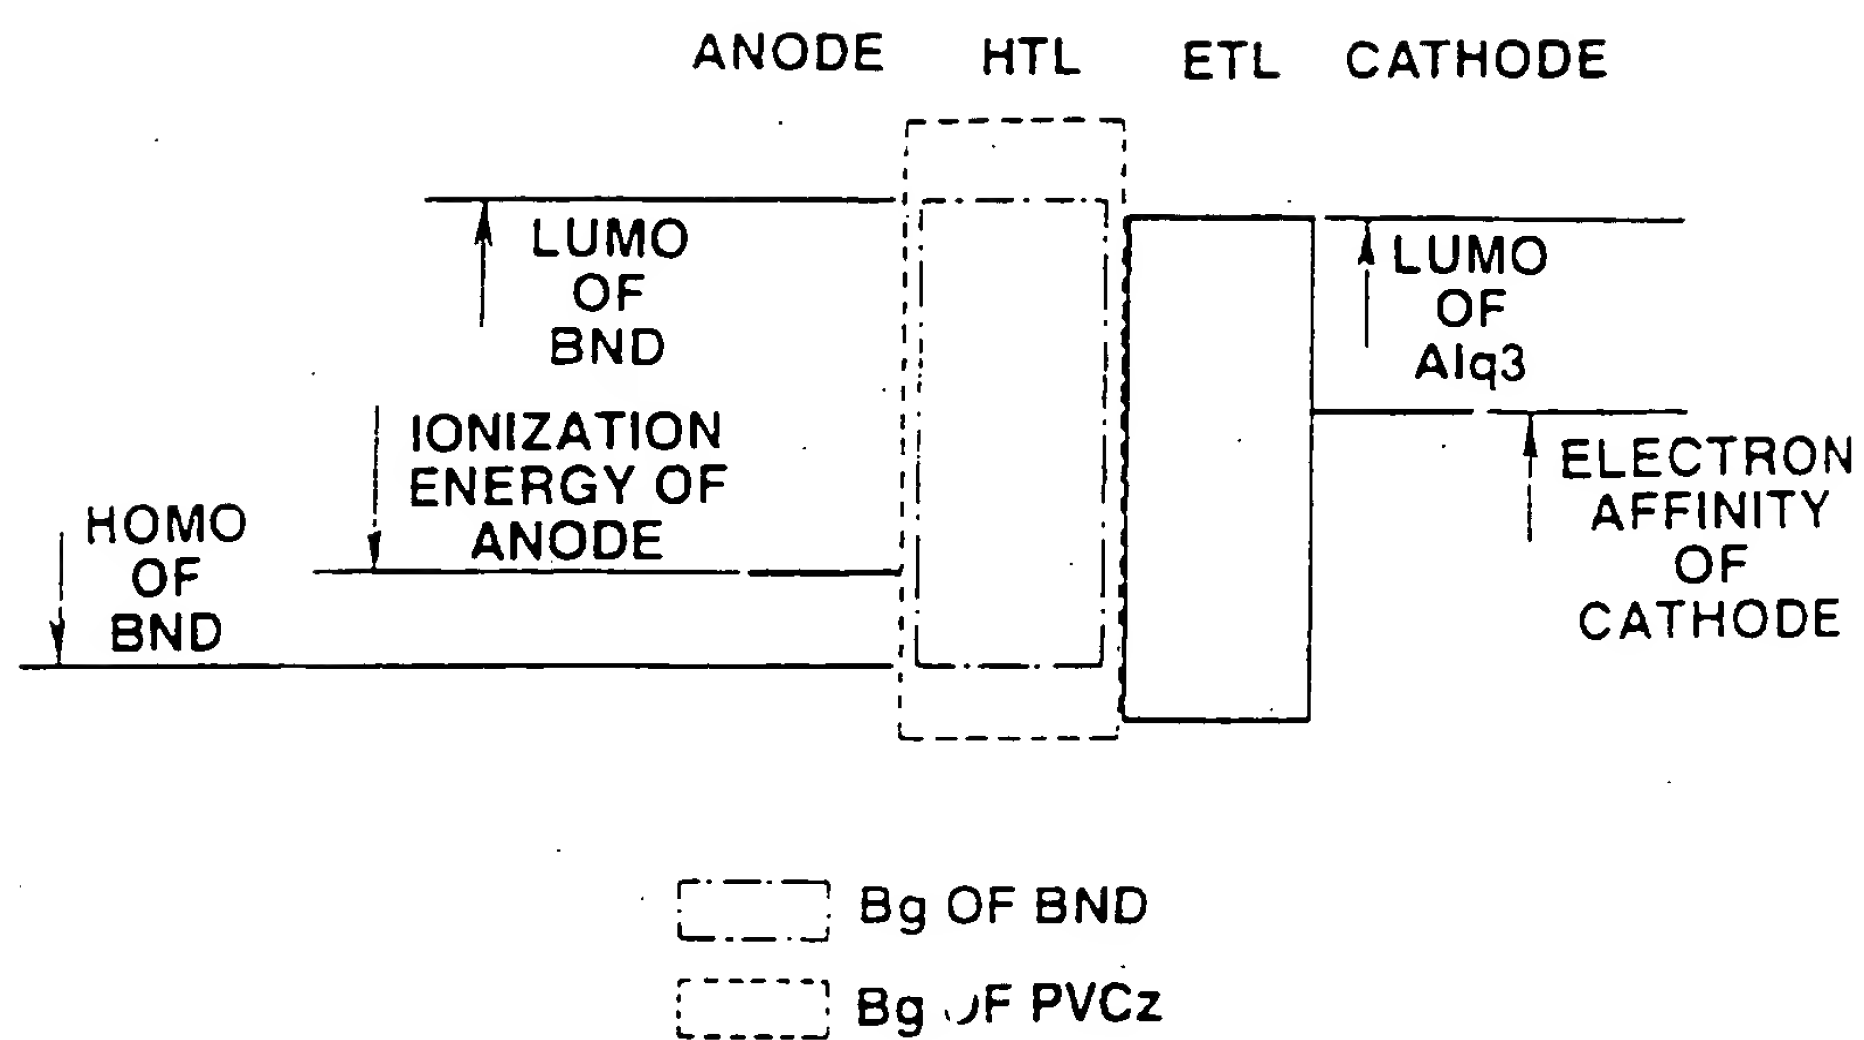 ANODE HTL ETL CATHODE
LUMO
OF
BND
LUMO
OF
Alq3
IONIZATION
ENERGY OF
ANODE
HOMO
OF
BND
ELECTRON
AFFINITY
OF
CATHODE
Bg OF BND
Bg OF PVCz